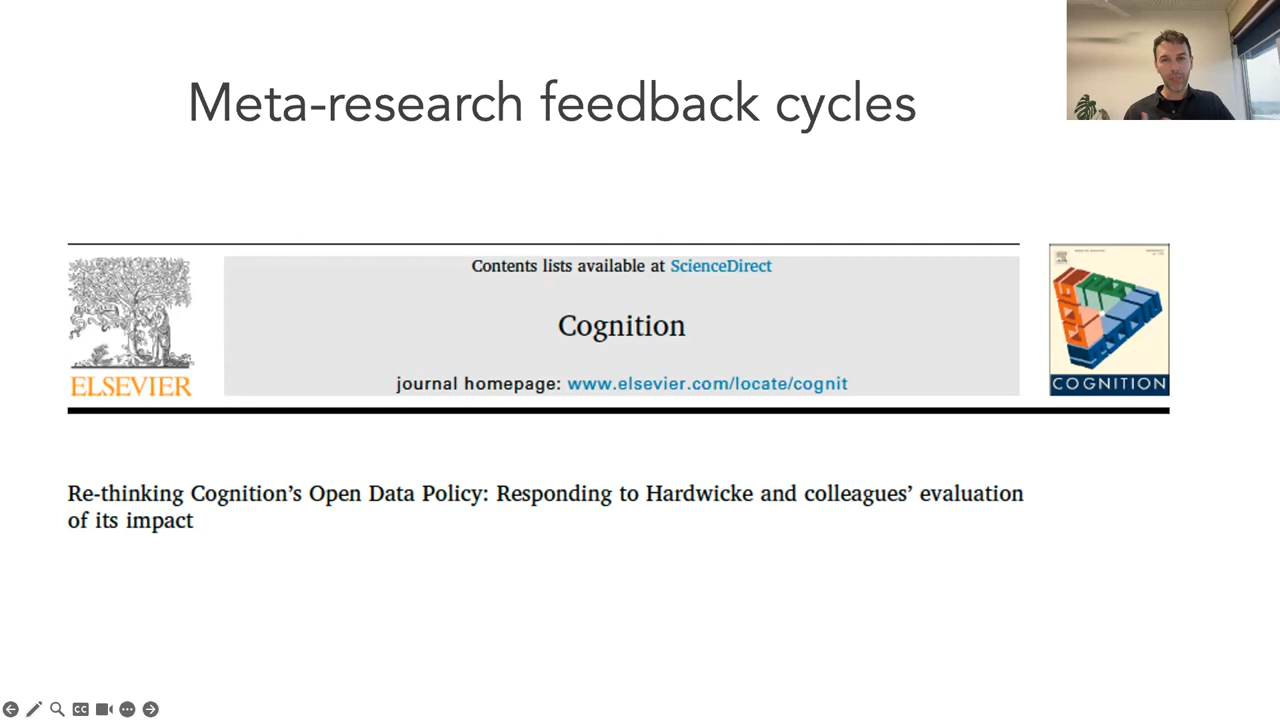 Meta-research feedback cycles
Contents lists available at ScienceDirect
Cognition
journal homepage: www.elsevier.com/locate/cognit
ELSEVIER
COGNITION
Re-thinking Cognition's Open Data Policy: Responding to Hardwicke and colleagues' evaluation
of its impact
CC